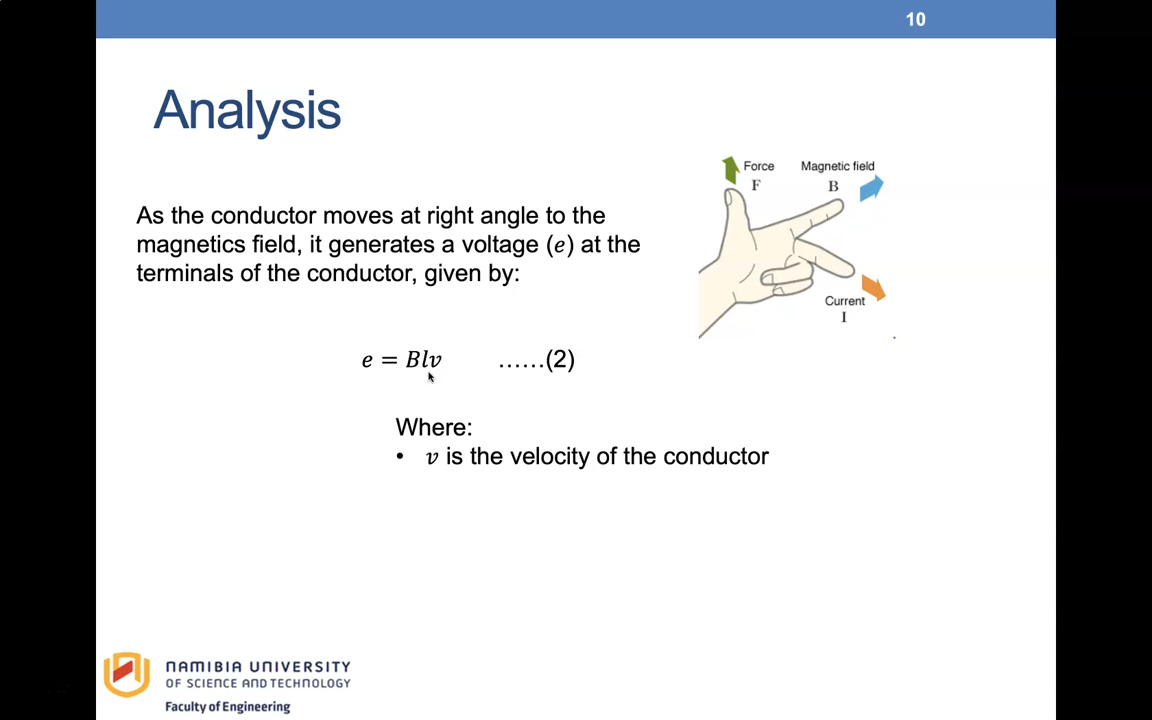 10
Analysis
Force
F
Magnetic field
B
As the conductor moves at right angle to the
magnetics field, it generates a voltage (𝑒) at the
terminals of the conductor, given by:
Current
I
𝑒 = 𝐵𝑙𝑣 ……(2)
Where:
• 𝑣 is the velocity of the conductor
NAMIBIA UNIVERSITY
OF SCIENCE AND TECHNOLOGY
Faculty of Engineering